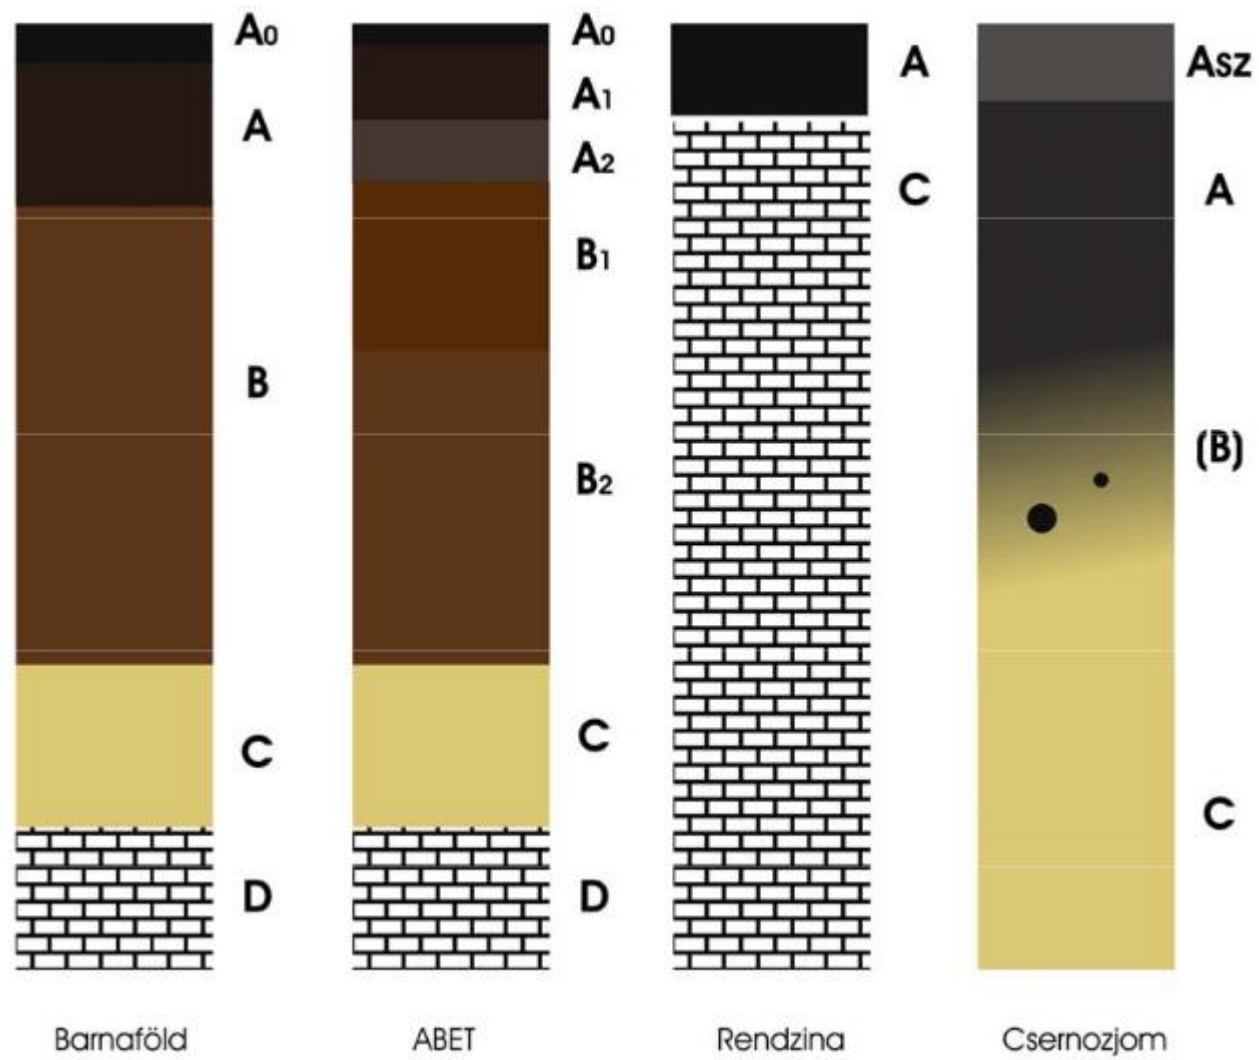 A0
A
B
C
D
Barnaföld
A0
A1
A2
B1
B2
C
D
ABET
A
C
Rendzina
Asz
A
(B)
C
Csernozjom